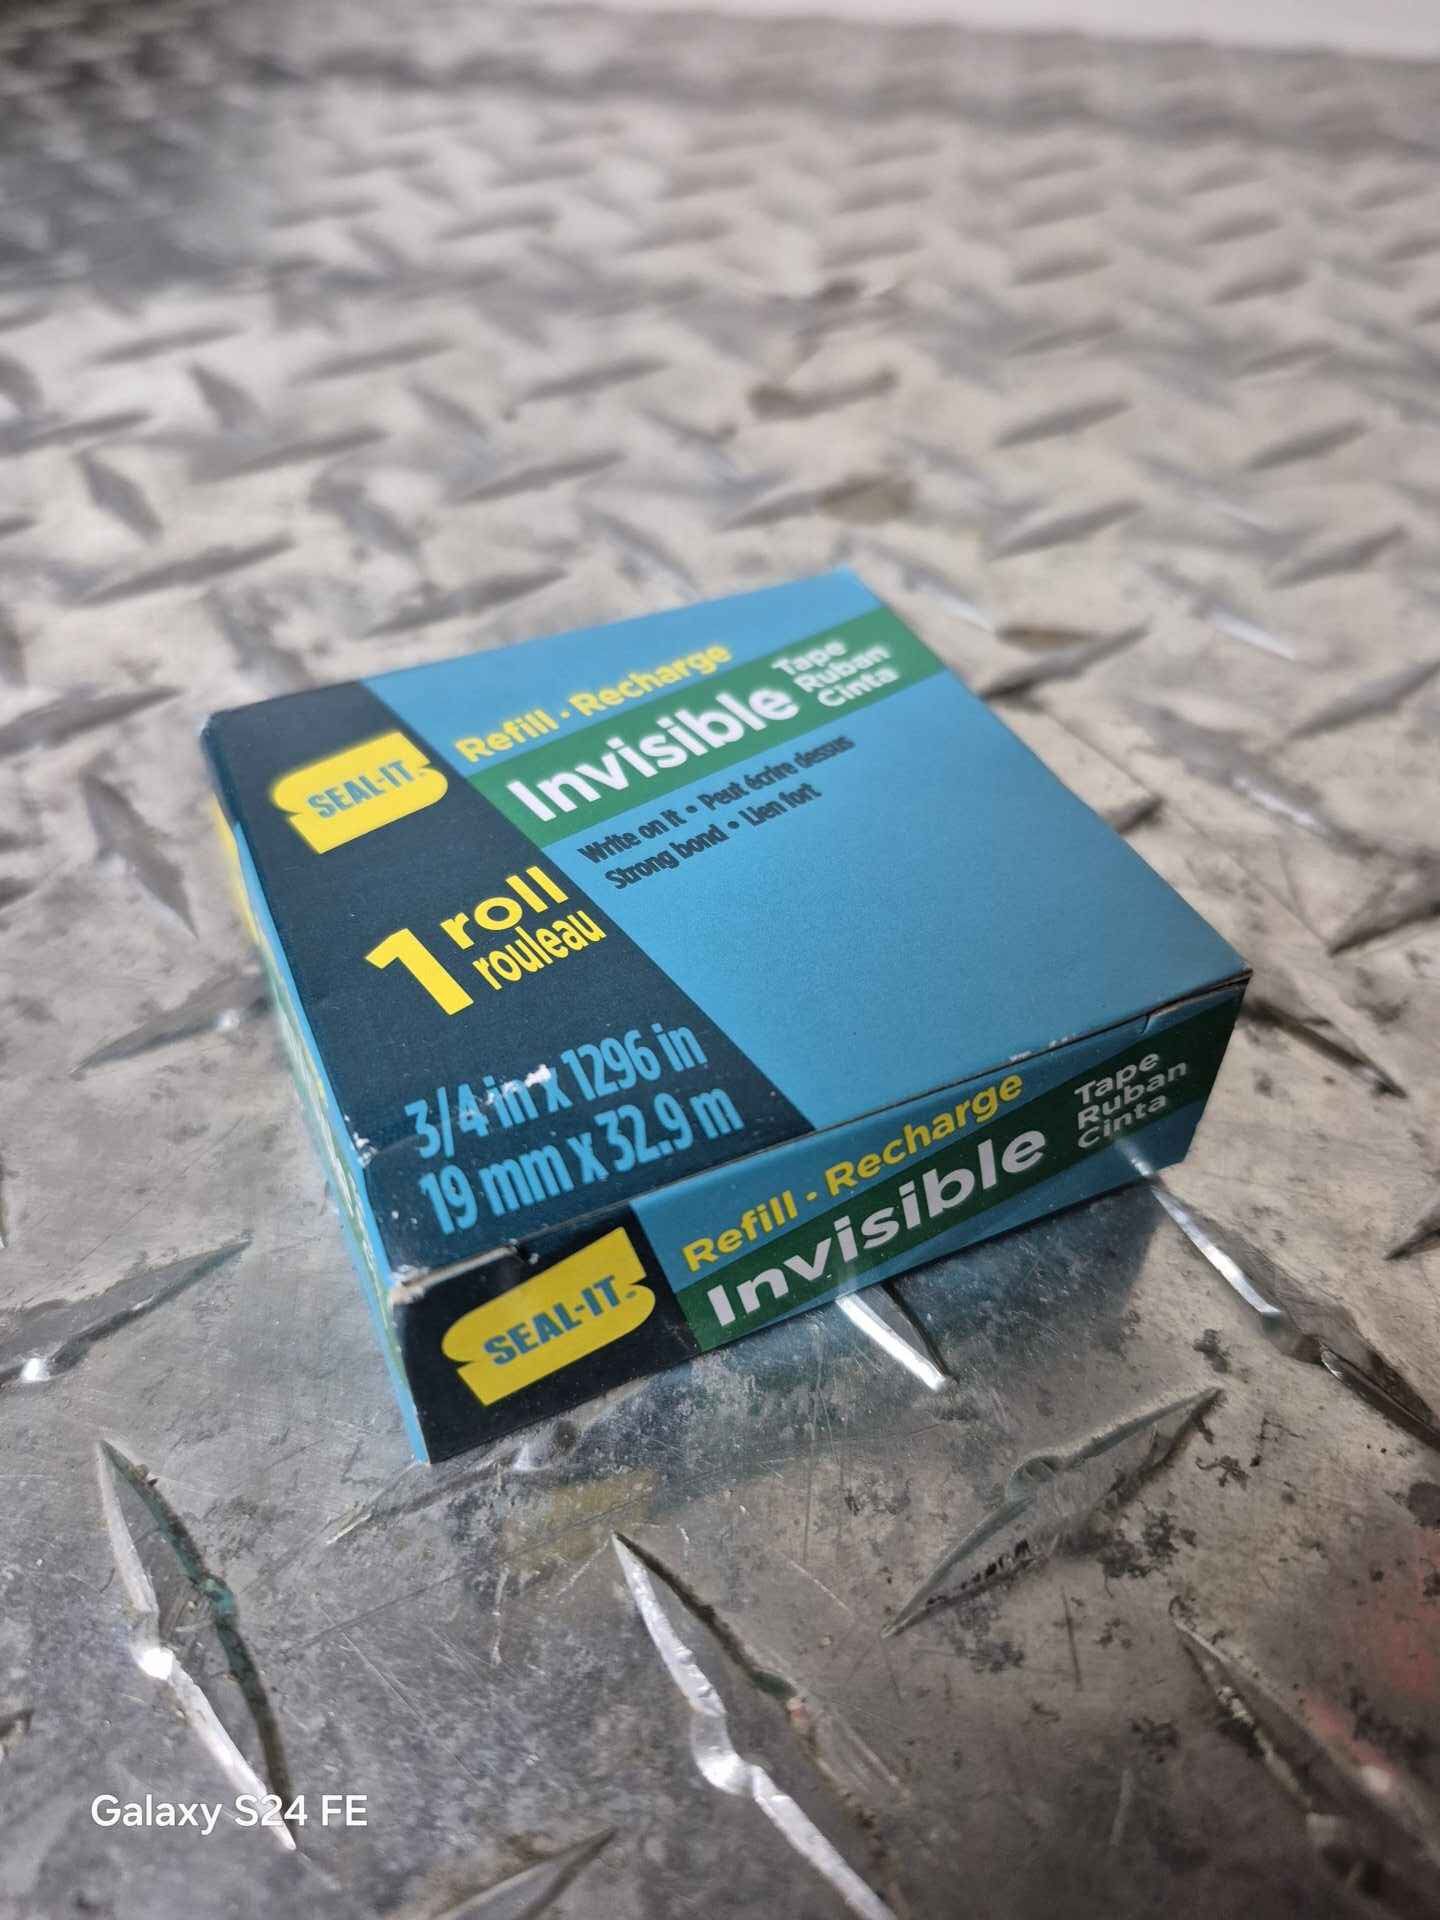 SEAL-IT
Refill · Recharge
Invisible Tape Ruban Cinta
Write on it • Peut écrire dessus
Strong bond • Lien fort
1 roll
rouleau
3/4 in x 1296 in
19 mm x 32.9 m
SEAL-IT
Refill · Recharge
Invisible Tape Ruban Cinta
Galaxy S24 FE